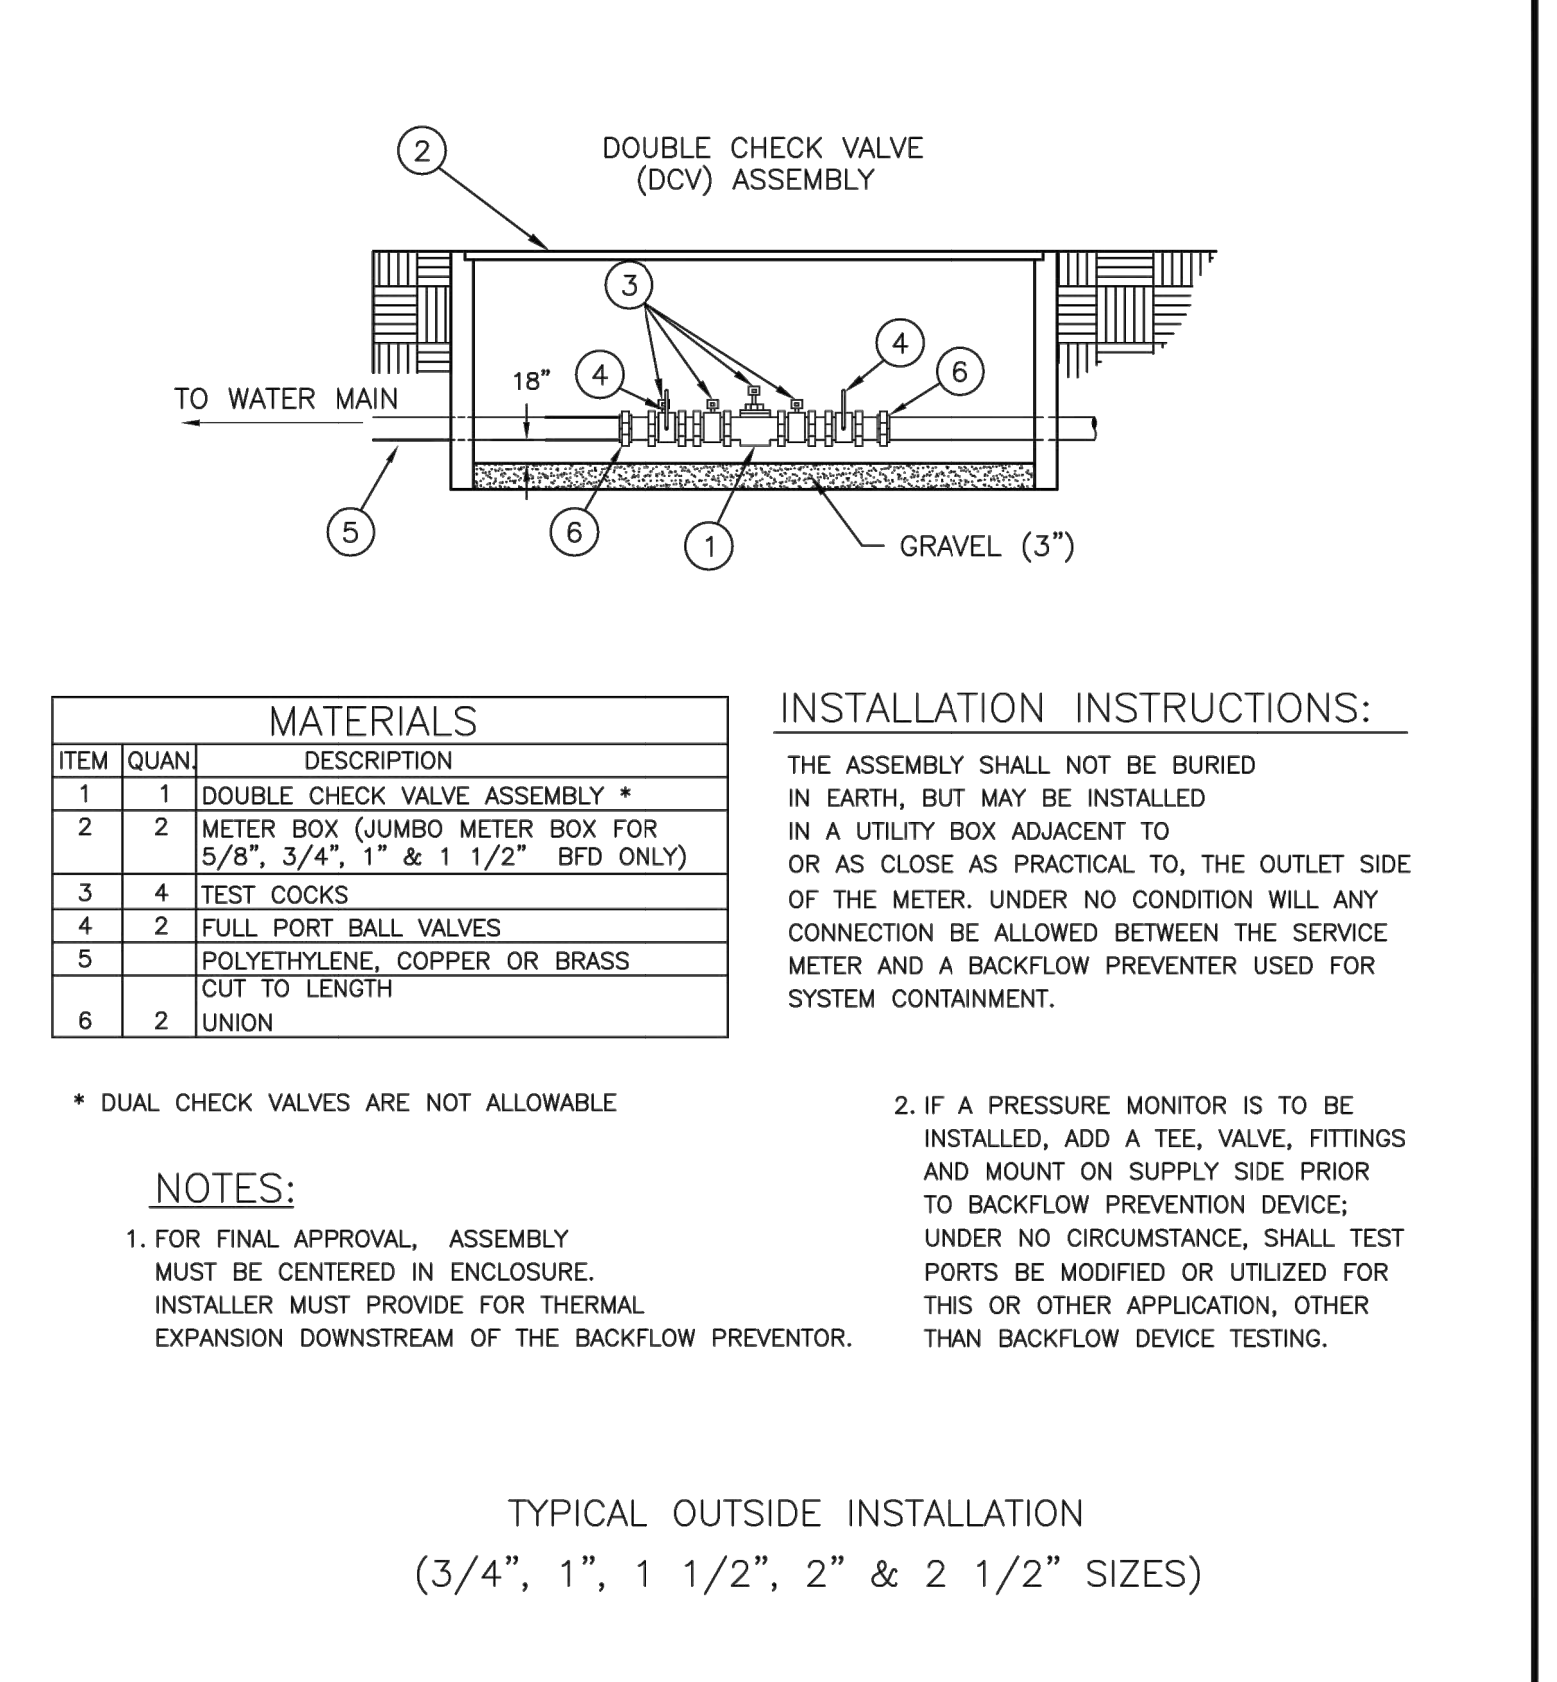 DOUBLE CHECK VALVE
(DCV) ASSEMBLY
2
3
4
4
6
18”
TO WATER MAIN
5
6
1
GRAVEL (3”)
MATERIALS
ITEM QUAN. DESCRIPTION
1 1 DOUBLE CHECK VALVE ASSEMBLY *
2 2 METER BOX (JUMBO METER BOX FOR
5/8”, 3/4”, 1” & 1 1/2” BFD ONLY)
3 4 TEST COCKS
4 2 FULL PORT BALL VALVES
5 POLYETHYLENE, COPPER OR BRASS
CUT TO LENGTH
6 2 UNION
* DUAL CHECK VALVES ARE NOT ALLOWABLE
INSTALLATION INSTRUCTIONS:
THE ASSEMBLY SHALL NOT BE BURIED
IN EARTH, BUT MAY BE INSTALLED
IN A UTILITY BOX ADJACENT TO
OR AS CLOSE AS PRACTICAL TO, THE OUTLET SIDE
OF THE METER. UNDER NO CONDITION WILL ANY
CONNECTION BE ALLOWED BETWEEN THE SERVICE
METER AND A BACKFLOW PREVENTER USED FOR
SYSTEM CONTAINMENT.
NOTES:
1. FOR FINAL APPROVAL, ASSEMBLY
MUST BE CENTERED IN ENCLOSURE.
INSTALLER MUST PROVIDE FOR THERMAL
EXPANSION DOWNSTREAM OF THE BACKFLOW PREVENTOR.
2. IF A PRESSURE MONITOR IS TO BE
INSTALLED, ADD A TEE, VALVE, FITTINGS
AND MOUNT ON SUPPLY SIDE PRIOR
TO BACKFLOW PREVENTION DEVICE;
UNDER NO CIRCUMSTANCE, SHALL TEST
PORTS BE MODIFIED OR UTILIZED FOR
THIS OR OTHER APPLICATION, OTHER
THAN BACKFLOW DEVICE TESTING.
TYPICAL OUTSIDE INSTALLATION
(3/4”, 1”, 1 1/2”, 2” & 2 1/2” SIZES)